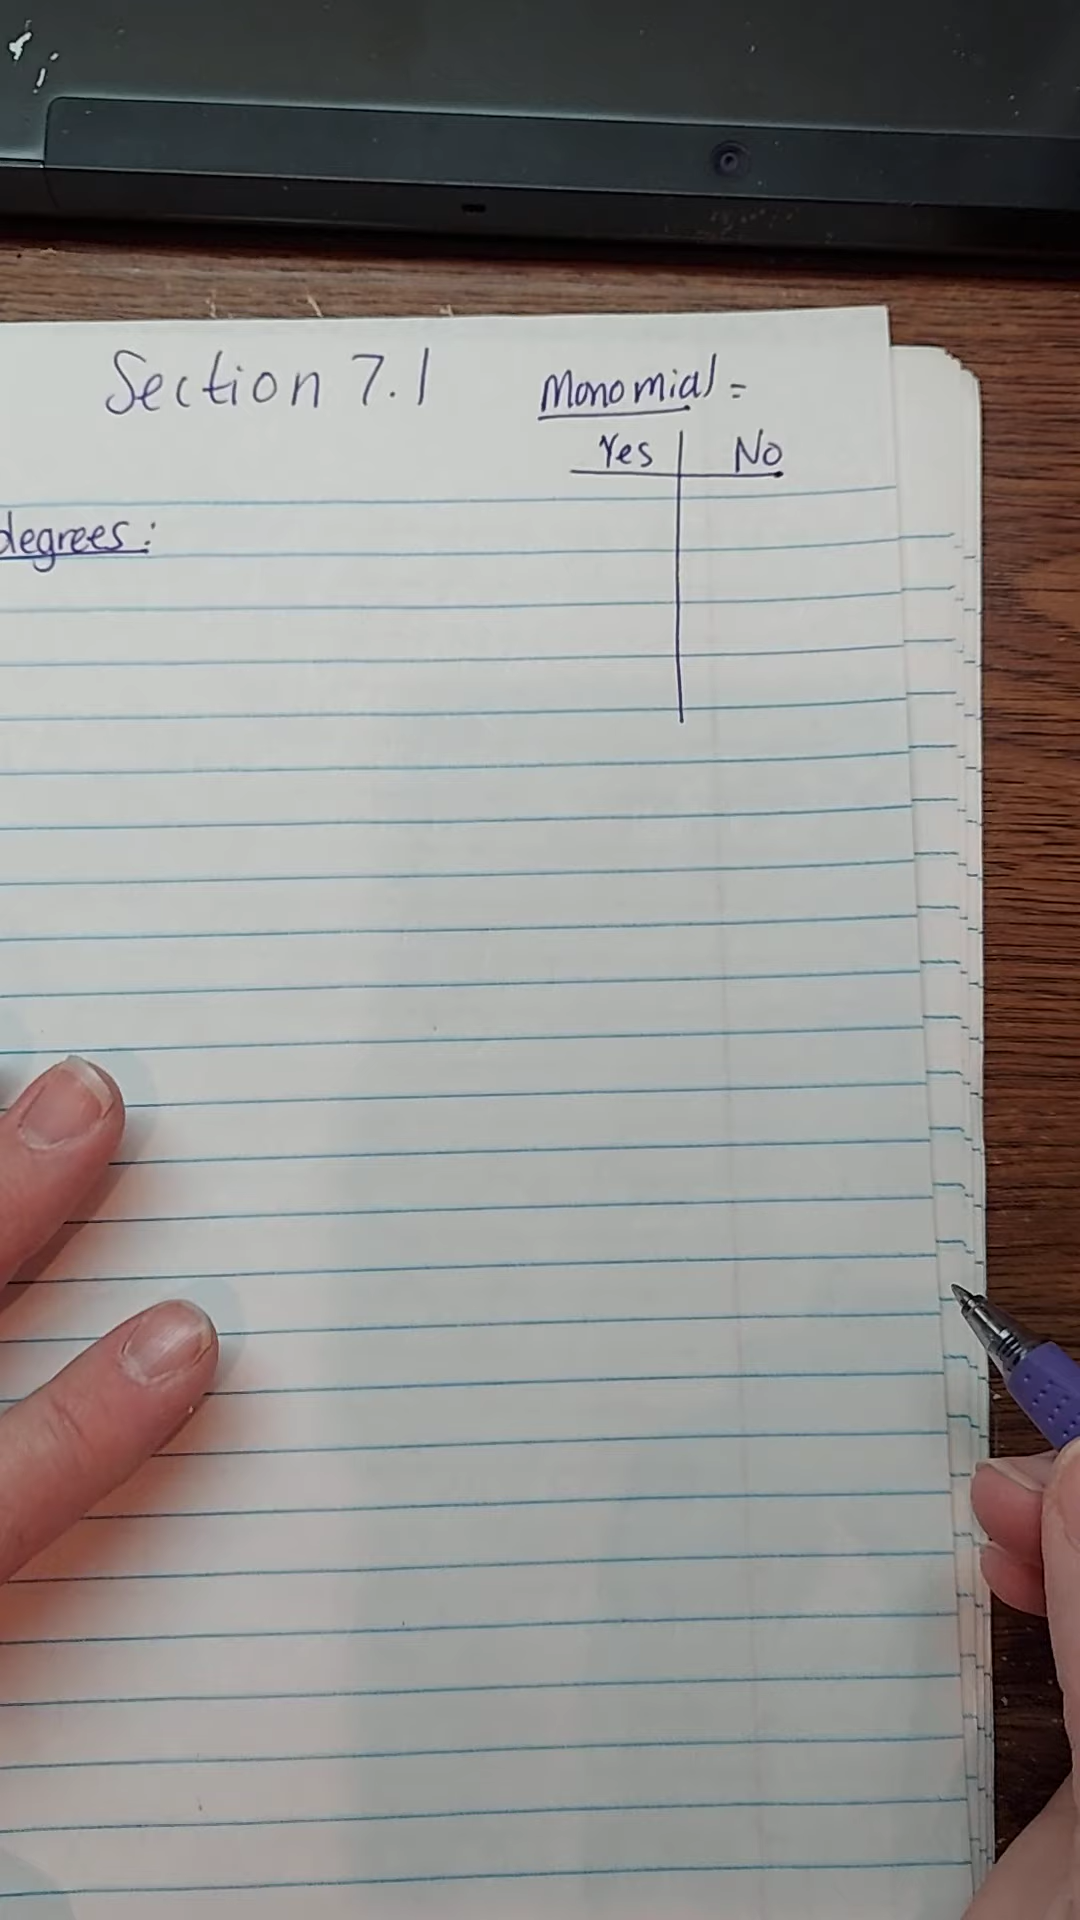 Section 7.1
Monomial =
Yes No
degrees: